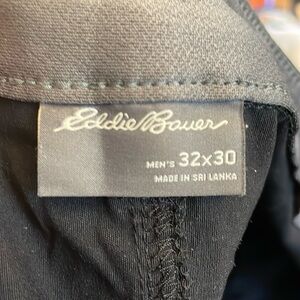 Eddie Bauer
MEN'S 32x30
MADE IN SRI LANKA